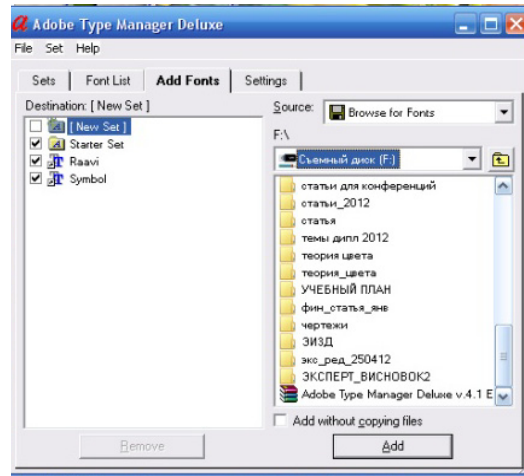 Adobe Type Manager Deluxe
File Set Help
Sets Font List Add Fonts Settings
Destination: [ New Set ]
[ New Set ]
Starter Set
Raavi
Symbol
Source: Browse for Fonts
F:\
Съемный диск (F:)
статьи для конференций
статьи_2012
статья
темы дипл 2012
теория цвета
теория_цвета
УЧЕБНЫЙ ПЛАН
фин_статья_янв
чертежи
ЭИЗД
экс_ред_250412
ЭКСПЕРТ_ВИСНОВОК2
Adobe Type Manager Deluxe v.4.1 E
Add without copying files
Remove Add